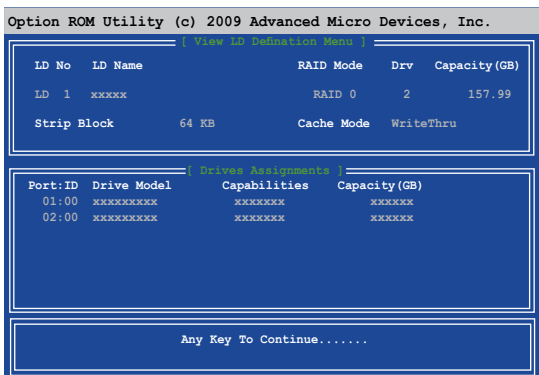 Option ROM Utility (c) 2009 Advanced Micro Devices, Inc.
[ View LD Defination Menu ]
LD No LD Name RAID Mode Drv Capacity(GB)
LD 1 xxxxx RAID 0 2 157.99
Strip Block 64 KB Cache Mode WriteThru
[ Drives Assignments ]
Port:ID Drive Model Capabilities Capacity(GB)
01:00 xxxxxxxxx xxxxxxx xxxxxx
02:00 xxxxxxxxx xxxxxxx xxxxxx
Any Key To Continue.......